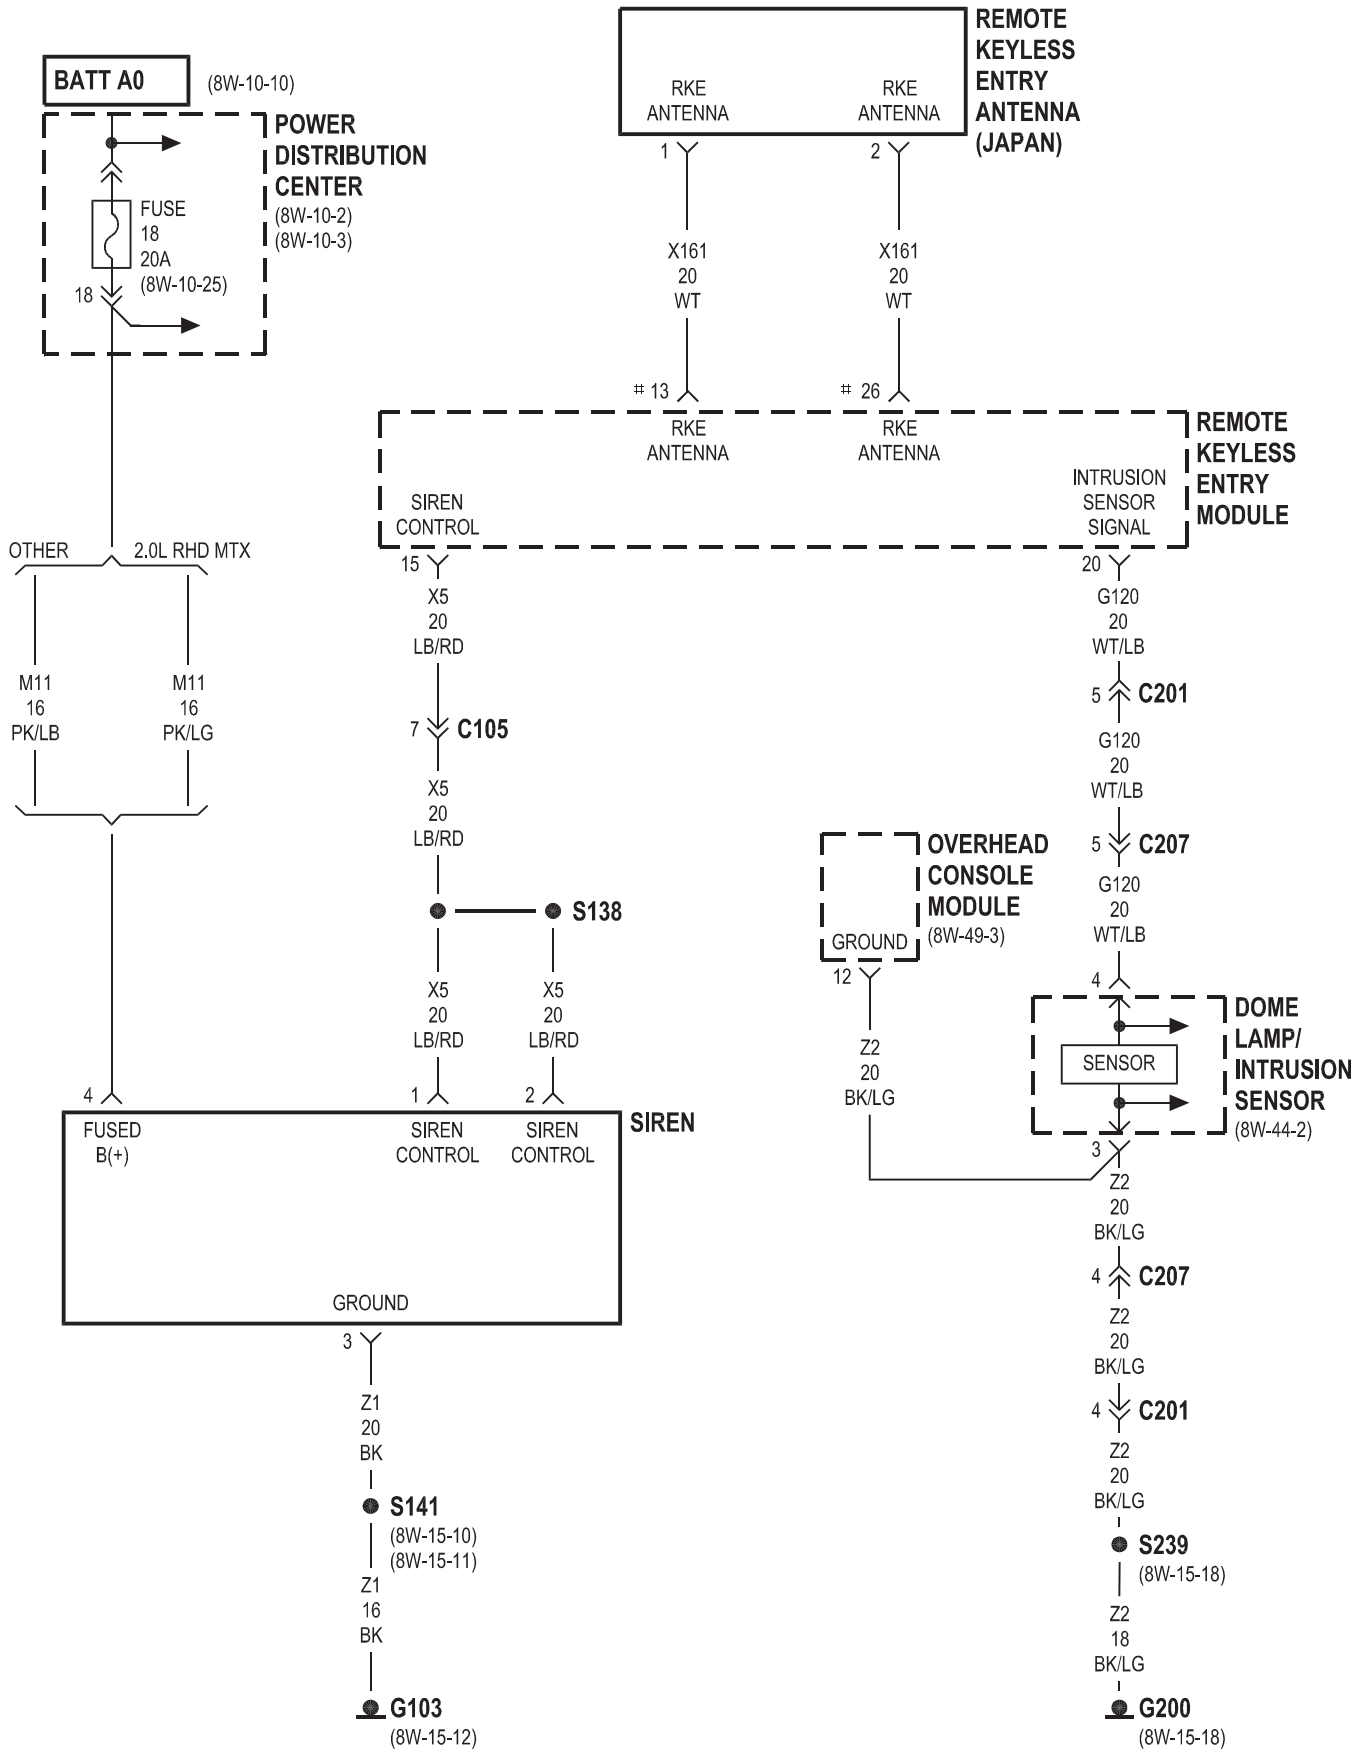 BATT A0
(8W-10-10)
POWER
DISTRIBUTION
CENTER
(8W-10-2)
(8W-10-3)
FUSE
18
20A
(8W-10-25)
18
REMOTE
KEYLESS
ENTRY
ANTENNA
(JAPAN)
RKE
ANTENNA
RKE
ANTENNA
1
2
X161
20
WT
X161
20
WT
# 13
# 26
RKE
ANTENNA
RKE
ANTENNA
REMOTE
KEYLESS
ENTRY
MODULE
SIREN
CONTROL
INTRUSION
SENSOR
SIGNAL
OTHER
2.0L RHD MTX
M11
16
PK/LB
M11
16
PK/LG
15
X5
20
LB/RD
7
C105
X5
20
LB/RD
S138
X5
20
LB/RD
X5
20
LB/RD
4
1
2
SIREN
FUSED
B(+)
SIREN
CONTROL
SIREN
CONTROL
GROUND
3
Z1
20
BK
S141
(8W-15-10)
(8W-15-11)
Z1
16
BK
G103
(8W-15-12)
20
G120
20
WT/LB
5
C201
G120
20
WT/LB
5
C207
G120
20
WT/LB
4
OVERHEAD
CONSOLE
MODULE
(8W-49-3)
GROUND
12
Z2
20
BK/LG
SENSOR
DOME
LAMP/
INTRUSION
SENSOR
(8W-44-2)
3
Z2
20
BK/LG
4
C207
Z2
20
BK/LG
4
C201
Z2
20
BK/LG
S239
(8W-15-18)
Z2
18
BK/LG
G200
(8W-15-18)